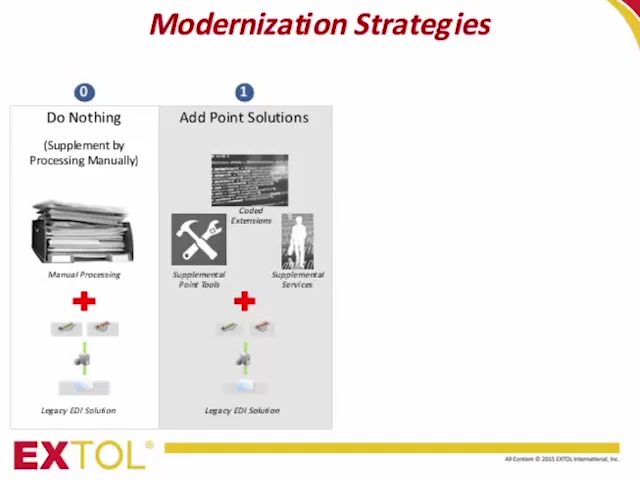 Modernization Strategies
0
Do Nothing
(Supplement by
Processing Manually)
Manual Processing
Legacy EDI Solution
1
Add Point Solutions
Coded
Extensions
Supplemental
Point Tools
Supplemental
Services
Legacy EDI Solution
EXTOL®
All Content © 2015 EXTOL International, Inc.